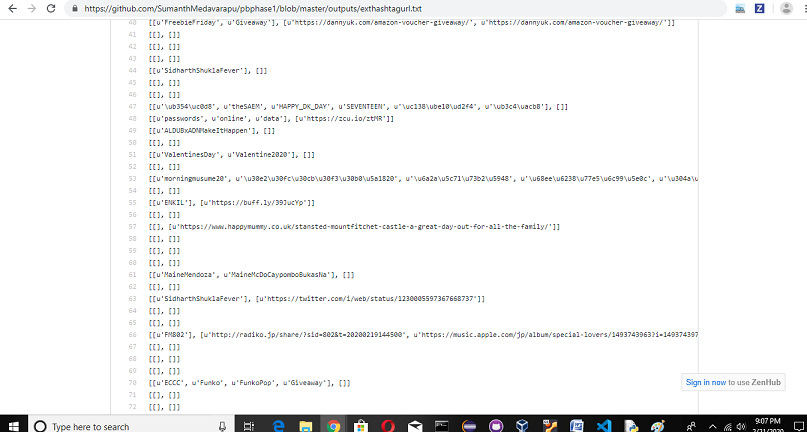 https://github.com/SumanthMedavarapu/pbphase1/blob/master/outputs/exthashtagurl.txt
40 [[u'FreebieFriday', u'Giveaway'], [u'https://dannyuk.com/amazon-voucher-giveaway/', u'https://dannyuk.com/amazon-voucher-giveaway/']]
41 [[], []]
42 [[], []]
43 [[], []]
44 [[u'SidharthShuklaFever'], []]
45 [[], []]
46 [[], []]
47 [[u'\ub354\uc0d8', u'theSAEM', u'HAPPY_DK_DAY', u'SEVENTEEN', u'\uc138\ube10\ud2f4', u'\ub3c4\uacb8'], []]
48 [[u'passwords', u'online', u'data'], [u'https://zcu.io/ztMR']]
49 [[u'ALDUBxADNMakeItHappen'], []]
50 [[], []]
51 [[u'ValentinesDay', u'Valentine2020'], []]
52 [[], []]
53 [[u'morningmusume20', u'\u30e2\u30fc\u30cb\u30f3\u30b0\u5a1820', u'\u6a2a\u5c71\u73b2\u5948', u'\u68ee\u6238\u77e5\u6c99\u5e0c', u'\u304a\u
54 [[], []]
55 [[u'ENKIL'], [u'https://buff.ly/39JucYp']]
56 [[], []]
57 [[], [u'https://www.happymummy.co.uk/stansted-mountfitchet-castle-a-great-day-out-for-all-the-family/']]
58 [[], []]
59 [[], []]
60 [[], []]
61 [[u'MaineMendoza', u'MaineMcDoCaypomboBukasNa'], []]
62 [[], []]
63 [[u'SidharthShuklaFever'], [u'https://twitter.com/i/web/status/1230005597367668737']]
64 [[], []]
65 [[], []]
66 [[u'FM802'], [u'http://radiko.jp/share/?sid=802&t=20200219144500', u'https://music.apple.com/jp/album/special-lovers/1493743963?i=149374397
67 [[], []]
68 [[], []]
69 [[], []]
70 [[u'ECCC', u'Funko', u'FunkoPop', u'Giveaway'], []]
71 [[], []]
72 [[], []]
Sign in now to use ZenHub
Type here to search
9:07 PM
2/21/2020